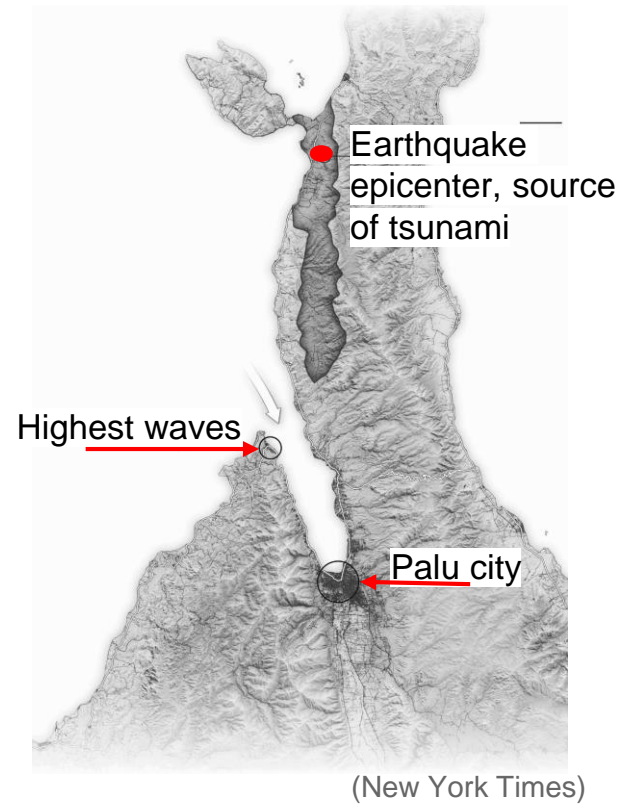 Earthquake
epicenter, source
of tsunami
Highest waves
Palu city
(New York Times)